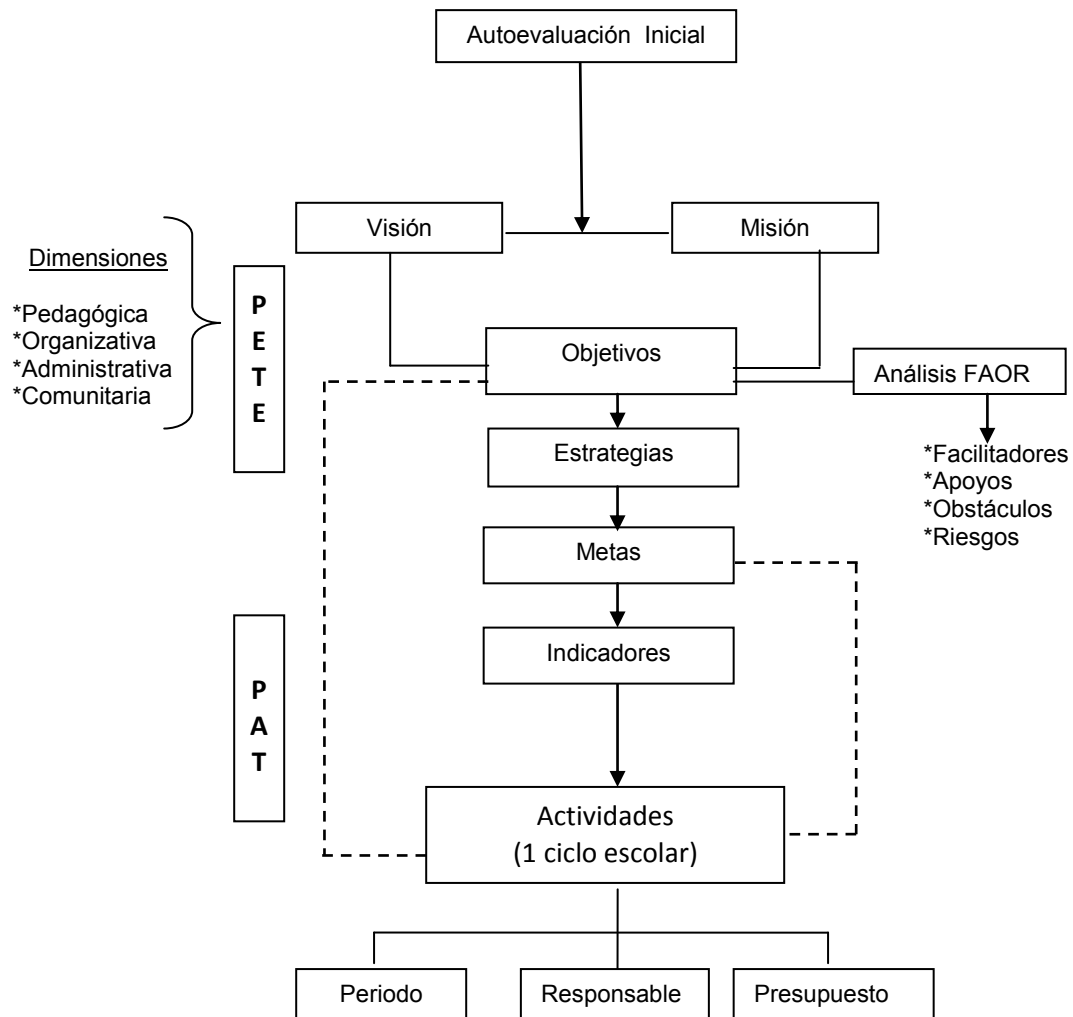 Autoevaluación Inicial
Visión
Misión
Dimensiones
*Pedagógica
*Organizativa
*Administrativa
*Comunitaria
P
E
T
E
Objetivos
Análisis FAOR
*Facilitadores
*Apoyos
*Obstáculos
*Riesgos
Estrategias
Metas
Indicadores
P
A
T
Actividades
(1 ciclo escolar)
Periodo
Responsable
Presupuesto